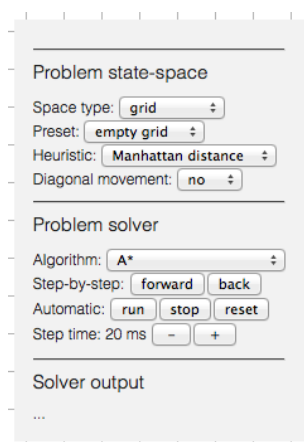 Problem state-space
Space type: grid
Preset: empty grid
Heuristic: Manhattan distance
Diagonal movement: no
Problem solver
Algorithm: A*
Step-by-step: forward back
Automatic: run stop reset
Step time: 20 ms - +
Solver output
...